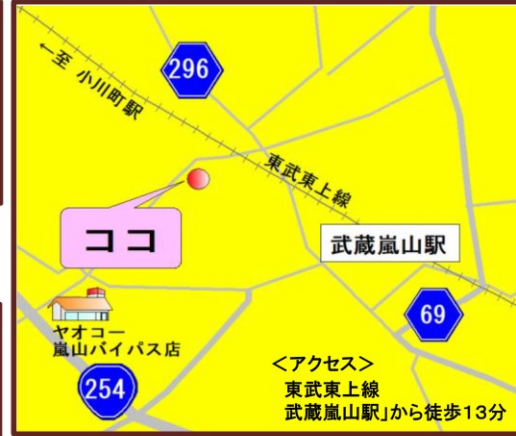 ←至 小川町駅
296
東武東上線
ココ
武蔵嵐山駅
69
ヤオコー
嵐山バイパス店
254
＜アクセス＞
東武東上線
武蔵嵐山駅」から徒歩13分